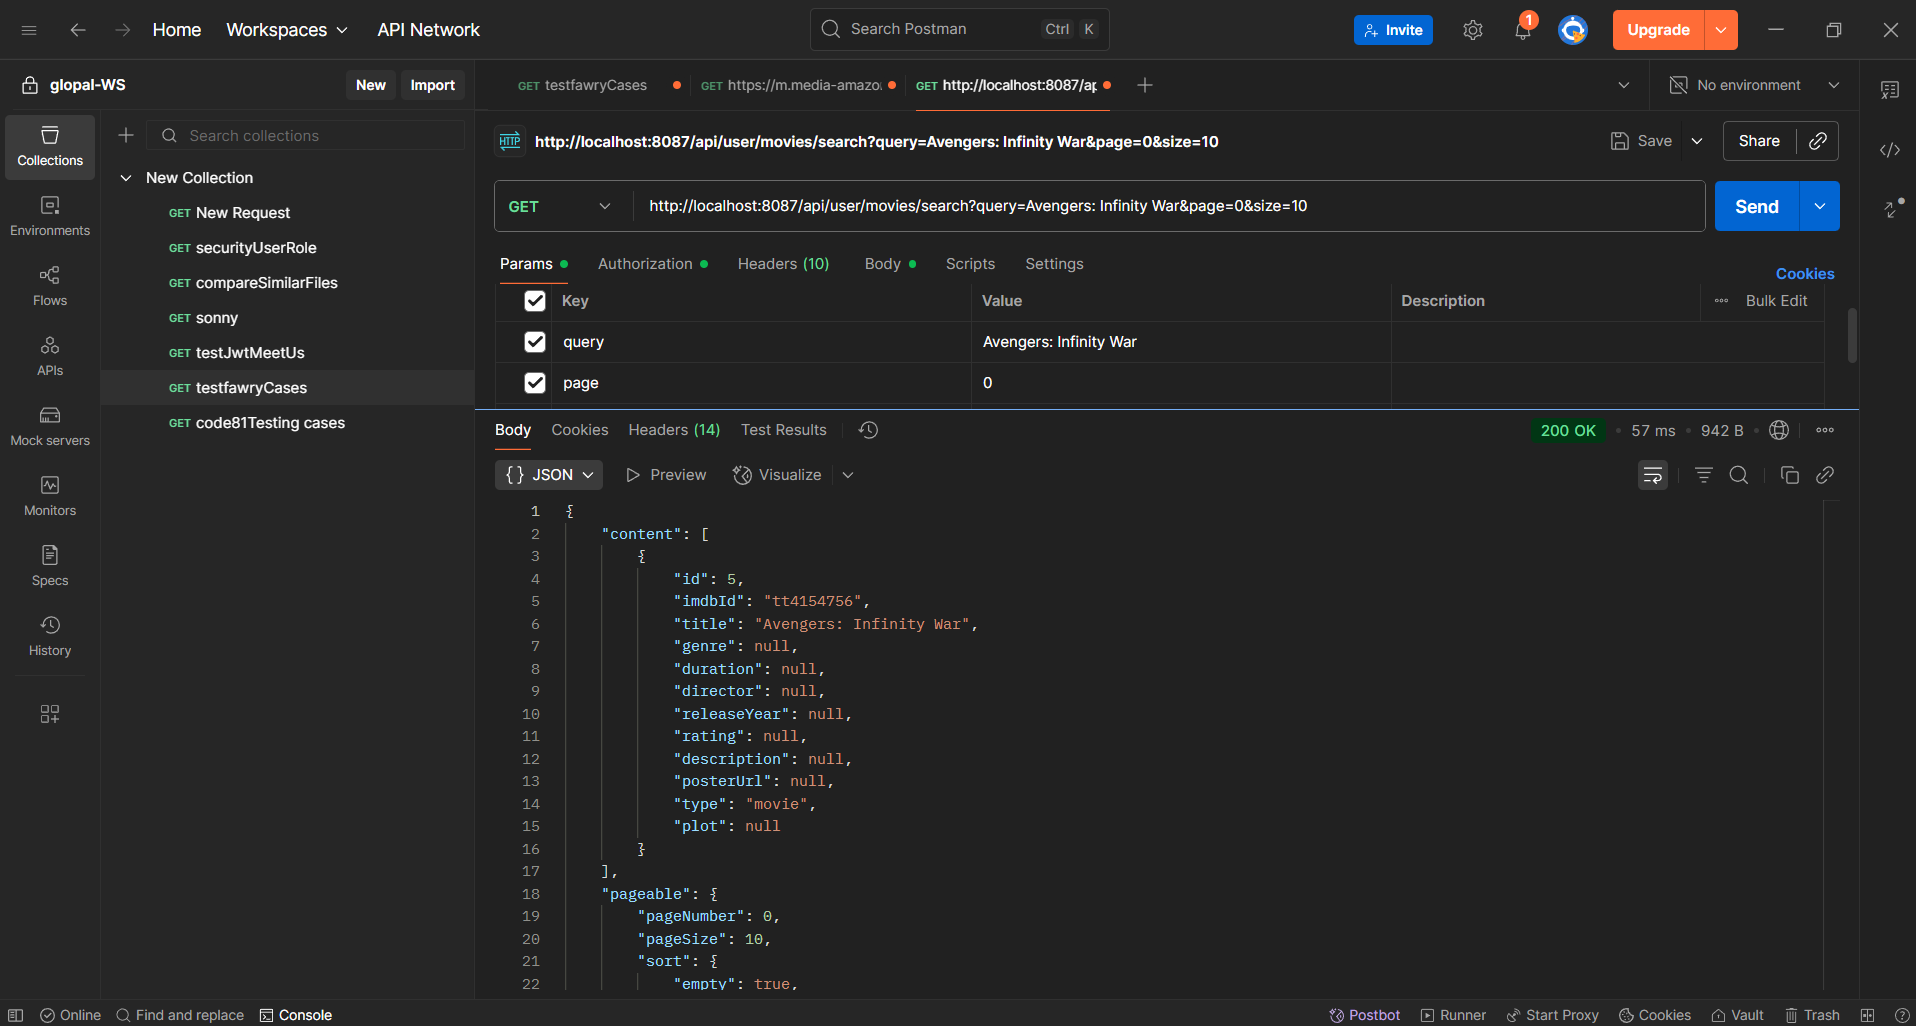 Home Workspaces API Network
Search Postman Ctrl K
Invite 1 Upgrade
glopal-WS New Import
GET testfawryCases GET https://m.media-amazo GET http://localhost:8087/ap
No environment
Collections
Environments
Flows
APIs
Mock servers
Monitors
Specs
History
Search collections
New Collection
GET New Request
GET securityUserRole
GET compareSimilarFiles
GET sonny
GET testJwtMeetUs
GET testfawryCases
GET code81Testing cases
HTTP http://localhost:8087/api/user/movies/search?query=Avengers: Infinity War&page=0&size=10
Save Share
GET http://localhost:8087/api/user/movies/search?query=Avengers: Infinity War&page=0&size=10
Send
Params Authorization Headers (10) Body Scripts Settings
Cookies
Key Value Description Bulk Edit
query Avengers: Infinity War
page 0
Body Cookies Headers (14) Test Results
200 OK • 57 ms • 942 B •
{} JSON Preview Visualize
1 {
2 "content": [
3 {
4 "id": 5,
5 "imdbId": "tt4154756",
6 "title": "Avengers: Infinity War",
7 "genre": null,
8 "duration": null,
9 "director": null,
10 "releaseYear": null,
11 "rating": null,
12 "description": null,
13 "posterUrl": null,
14 "type": "movie",
15 "plot": null
16 }
17 ],
18 "pageable": {
19 "pageNumber": 0,
20 "pageSize": 10,
21 "sort": {
22 "empty": true,
Online Find and replace Console
Postbot Runner Start Proxy Cookies Vault Trash